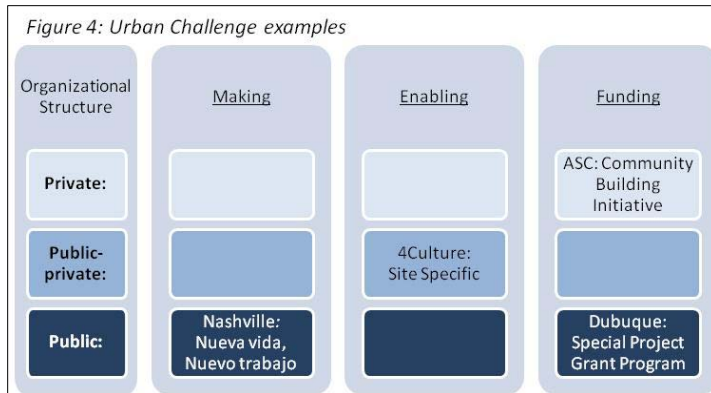 Figure 4: Urban Challenge examples
Organizational
Structure
Making
Enabling
Funding
Private:
ASC: Community
Building
Initiative
Public-
private:
4Culture:
Site Specific
Public:
Nashville:
Nueva vida,
Nuevo trabajo
Dubuque:
Special Project
Grant Program